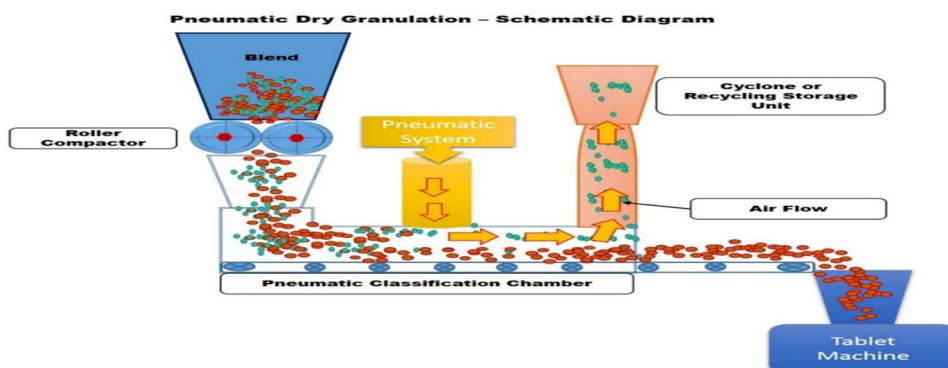 Pneumatic Dry Granulation – Schematic Diagram
Blend
Roller
Compactor
Pneumatic
System
Cyclone or
Recycling Storage
Unit
Air Flow
Pneumatic Classification Chamber
Tablet
Machine